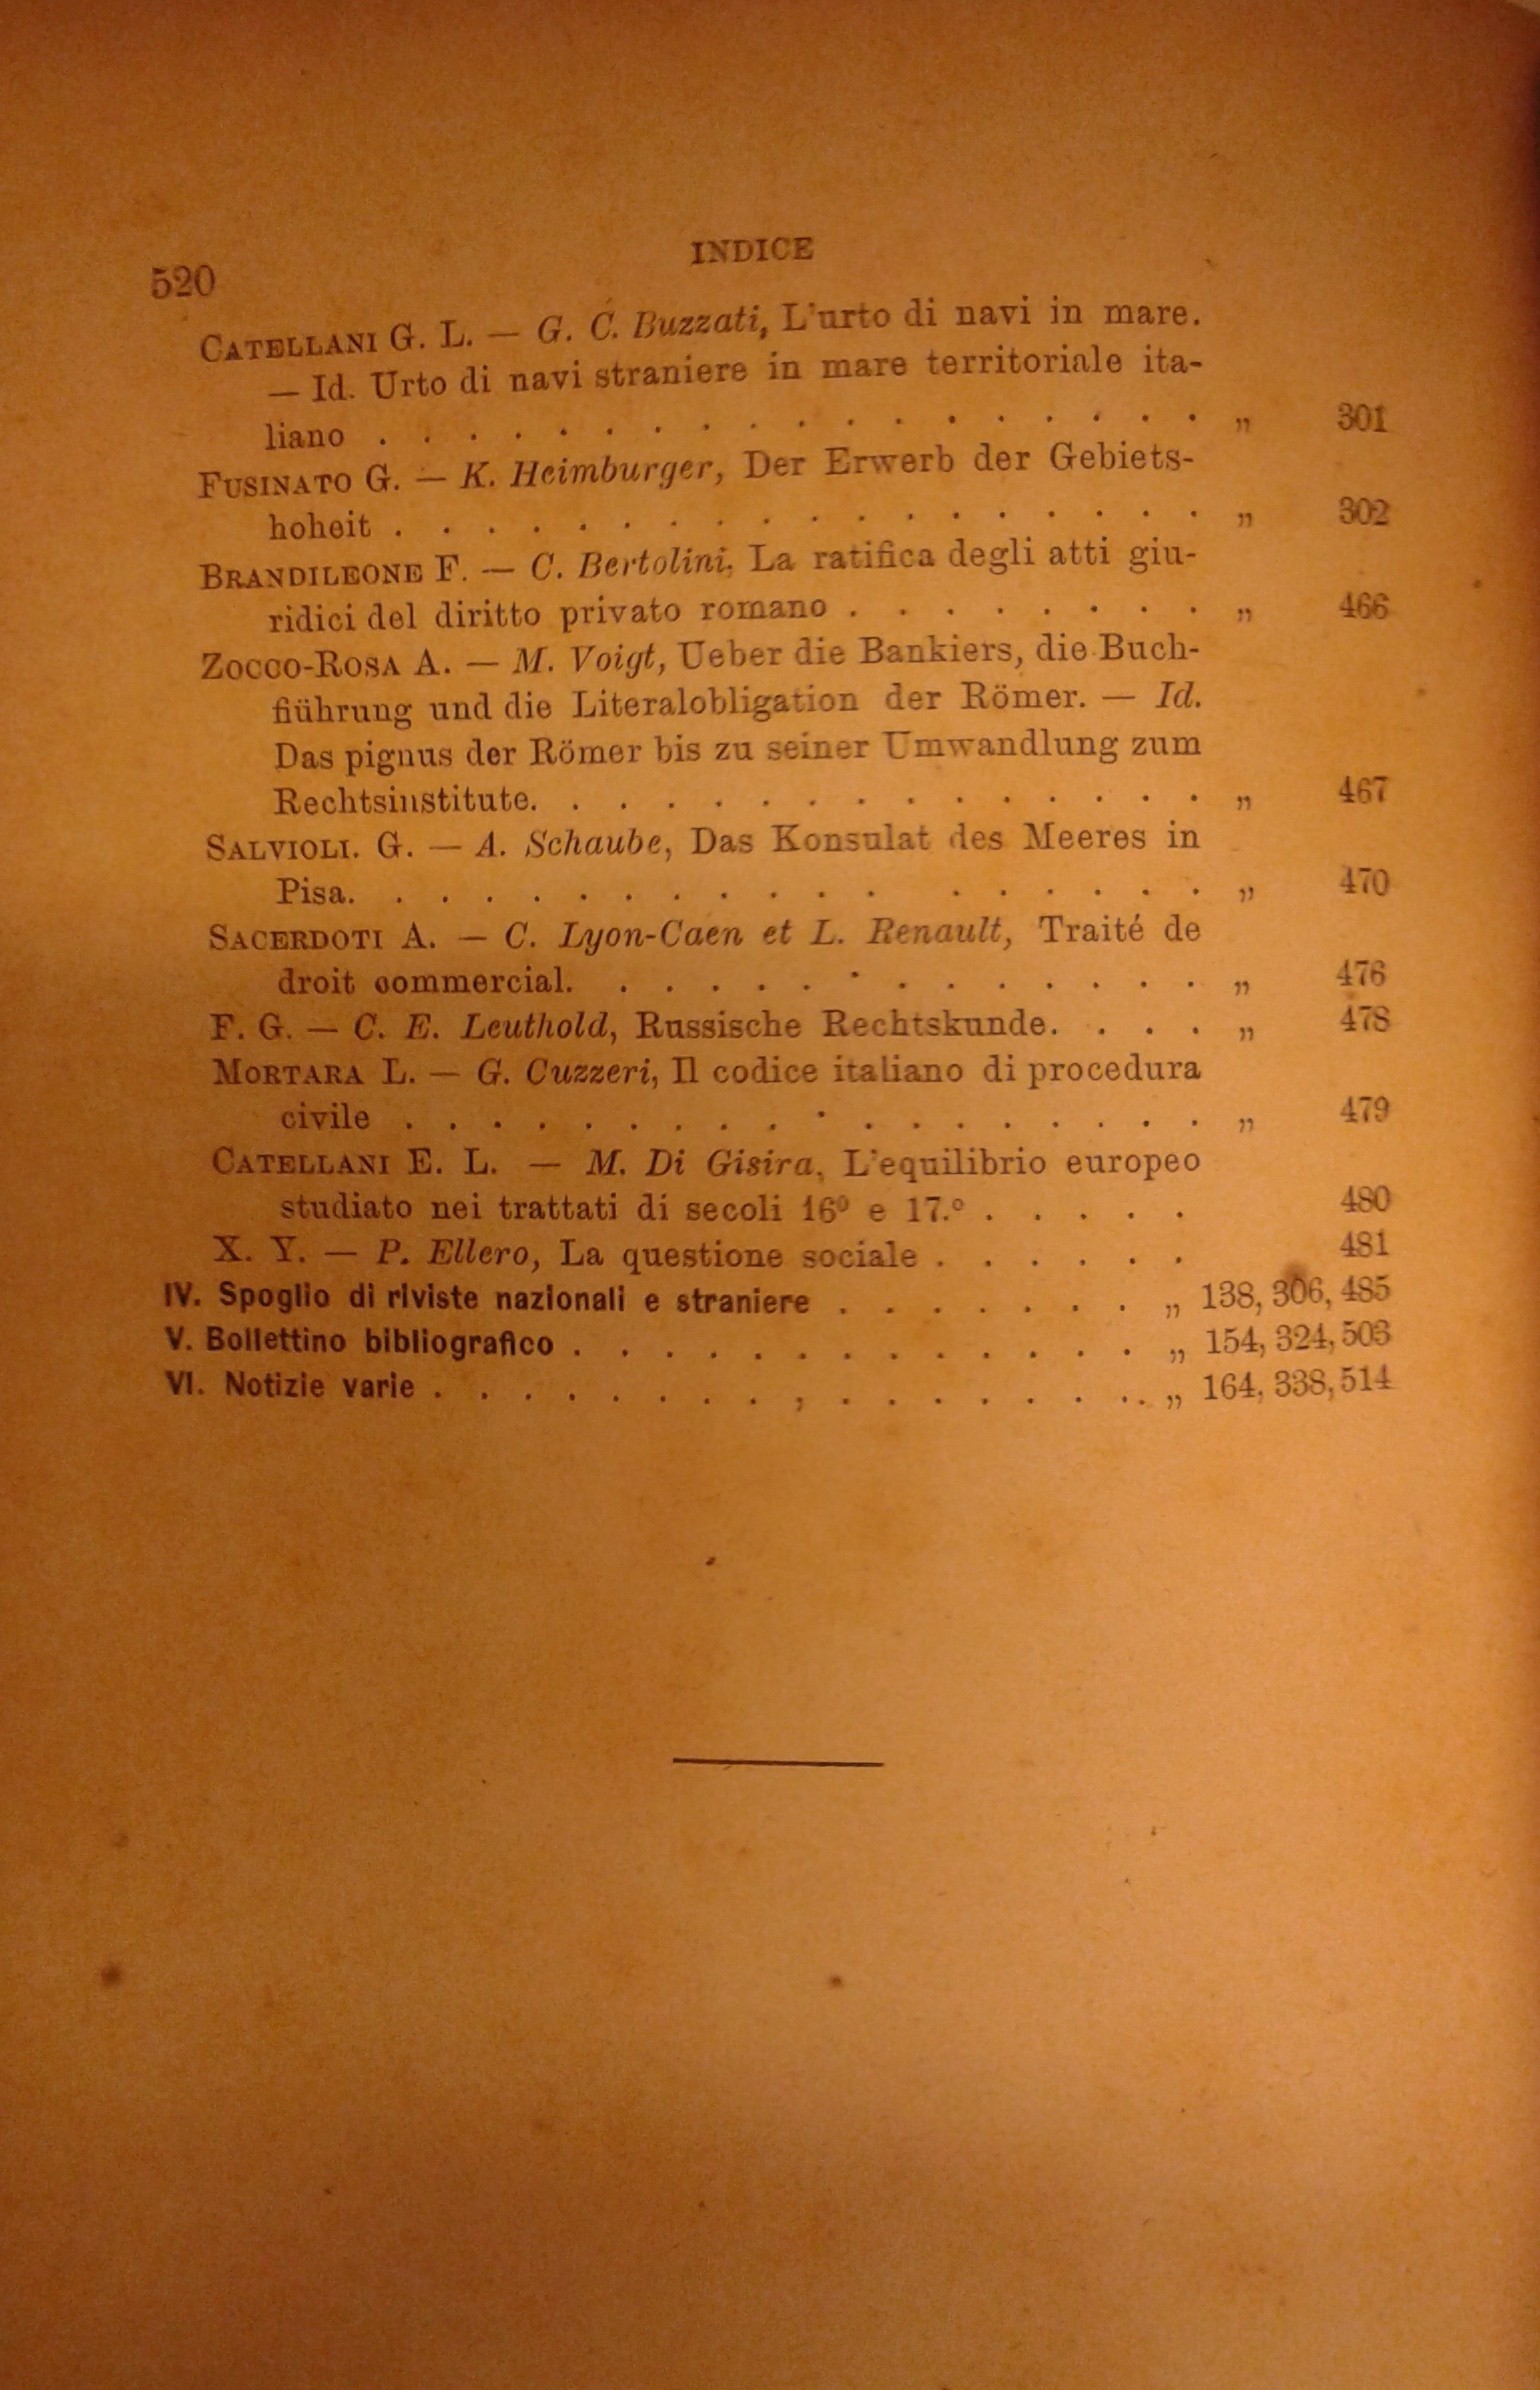 520
INDICE
CATELLANI G. L. — G. C. Buzzati, L'urto di navi in mare.
— Id. Urto di navi straniere in mare territoriale ita-
liano . . . . . . . . . . . . . . . . . . „ 301
FUSINATO G. — K. Heimburger, Der Erwerb der Gebiets-
hoheit . . . . . . . . . . . . . . . . . . „ 302
BRANDILEONE F. — C. Bertolini, La ratifica degli atti giu-
ridici del diritto privato romano . . . . . . . . „ 466
ZOCCO-ROSA A. — M. Voigt, Ueber die Bankiers, die Buch-
fiührung und die Literalobligation der Römer. — Id.
Das pignus der Römer bis zu seiner Umwandlung zum
Rechtsinstitute. . . . . . . . . . . . . . . . „ 467
SALVIOLI. G. — A. Schaube, Das Konsulat des Meeres in
Pisa. . . . . . . . . . . . . . . . . . . „ 470
SACERDOTI A. — C. Lyon-Caen et L. Renault, Traité de
droit commercial. . . . . . . . . . . . . . . „ 476
F. G. — C. E. Leuthold, Russische Rechtskunde. . . . . „ 478
MORTARA L. — G. Cuzzeri, Il codice italiano di procedura
civile . . . . . . . . . . . . . . . . . . „ 479
CATELLANI E. L. — M. Di Gisira, L'equilibrio europeo
studiato nei trattati di secoli 16º e 17.º . . . . . 480
X. Y. — P. Ellero, La questione sociale . . . . . . 481
IV. Spoglio di riviste nazionali e straniere . . . . . . . „ 138, 306, 485
V. Bollettino bibliografico . . . . . . . . . . . . . „ 154, 324, 503
VI. Notizie varie . . . . . . . . , . . . . . . . . „ 164, 338, 514